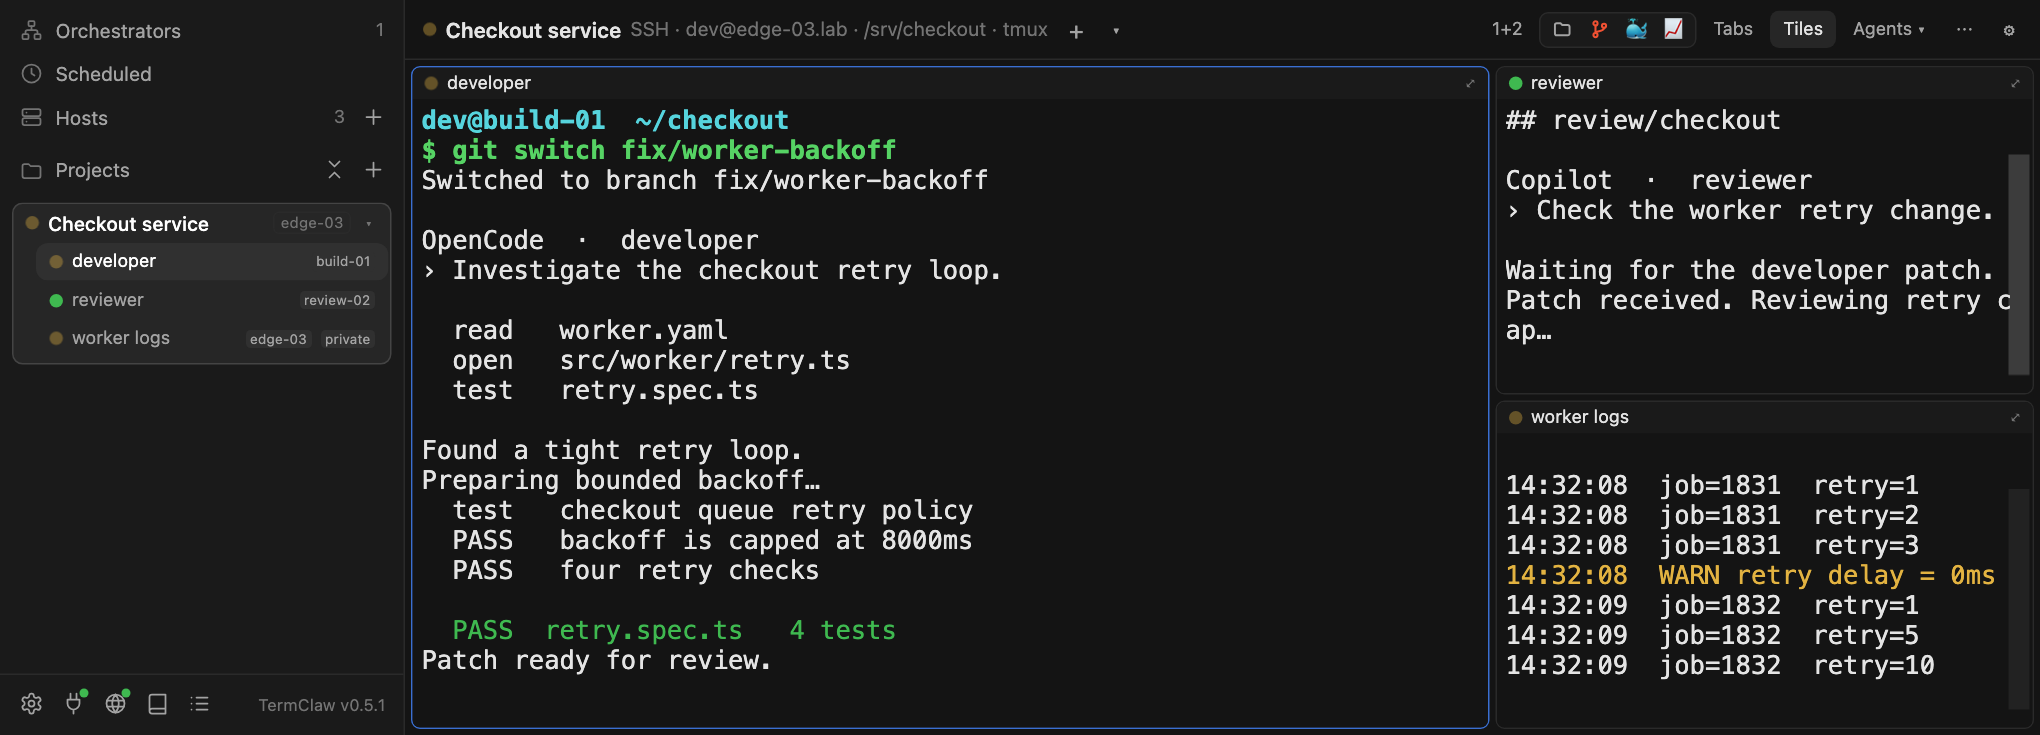 Orchestrators 1
Scheduled
Hosts 3 +
Projects +
Checkout service edge-03
developer build-01
reviewer review-02
worker logs edge-03 private
TermClaw v0.5.1
Checkout service SSH · dev@edge-03.lab · /srv/checkout · tmux +
1+2 Tabs Tiles Agents ···
developer
dev@build-01 ~/checkout
$ git switch fix/worker-backoff
Switched to branch fix/worker-backoff
OpenCode · developer
› Investigate the checkout retry loop.
read worker.yaml
open src/worker/retry.ts
test retry.spec.ts
Found a tight retry loop.
Preparing bounded backoff…
test checkout queue retry policy
PASS backoff is capped at 8000ms
PASS four retry checks
PASS retry.spec.ts 4 tests
Patch ready for review.
reviewer
## review/checkout
Copilot · reviewer
› Check the worker retry change.
Waiting for the developer patch.
Patch received. Reviewing retry c
ap…
worker logs
14:32:08 job=1831 retry=1
14:32:08 job=1831 retry=2
14:32:08 job=1831 retry=3
14:32:08 WARN retry delay = 0ms
14:32:09 job=1832 retry=1
14:32:09 job=1832 retry=5
14:32:09 job=1832 retry=10